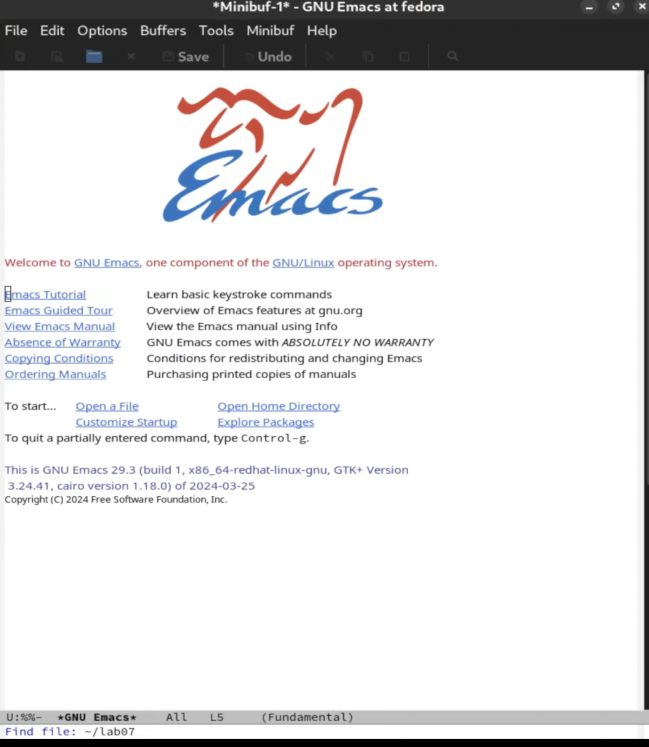 *Minibuf-1* - GNU Emacs at fedora
File Edit Options Buffers Tools Minibuf Help
Save Undo
Emacs
Welcome to GNU Emacs, one component of the GNU/Linux operating system.
Emacs Tutorial Learn basic keystroke commands
Emacs Guided Tour Overview of Emacs features at gnu.org
View Emacs Manual View the Emacs manual using Info
Absence of Warranty GNU Emacs comes with ABSOLUTELY NO WARRANTY
Copying Conditions Conditions for redistributing and changing Emacs
Ordering Manuals Purchasing printed copies of manuals
To start... Open a File Open Home Directory
Customize Startup Explore Packages
To quit a partially entered command, type Control-g.
This is GNU Emacs 29.3 (build 1, x86_64-redhat-linux-gnu, GTK+ Version
3.24.41, cairo version 1.18.0) of 2024-03-25
Copyright (C) 2024 Free Software Foundation, Inc.
U:%%- *GNU Emacs* All L5 (Fundamental)
Find file: ~/lab07